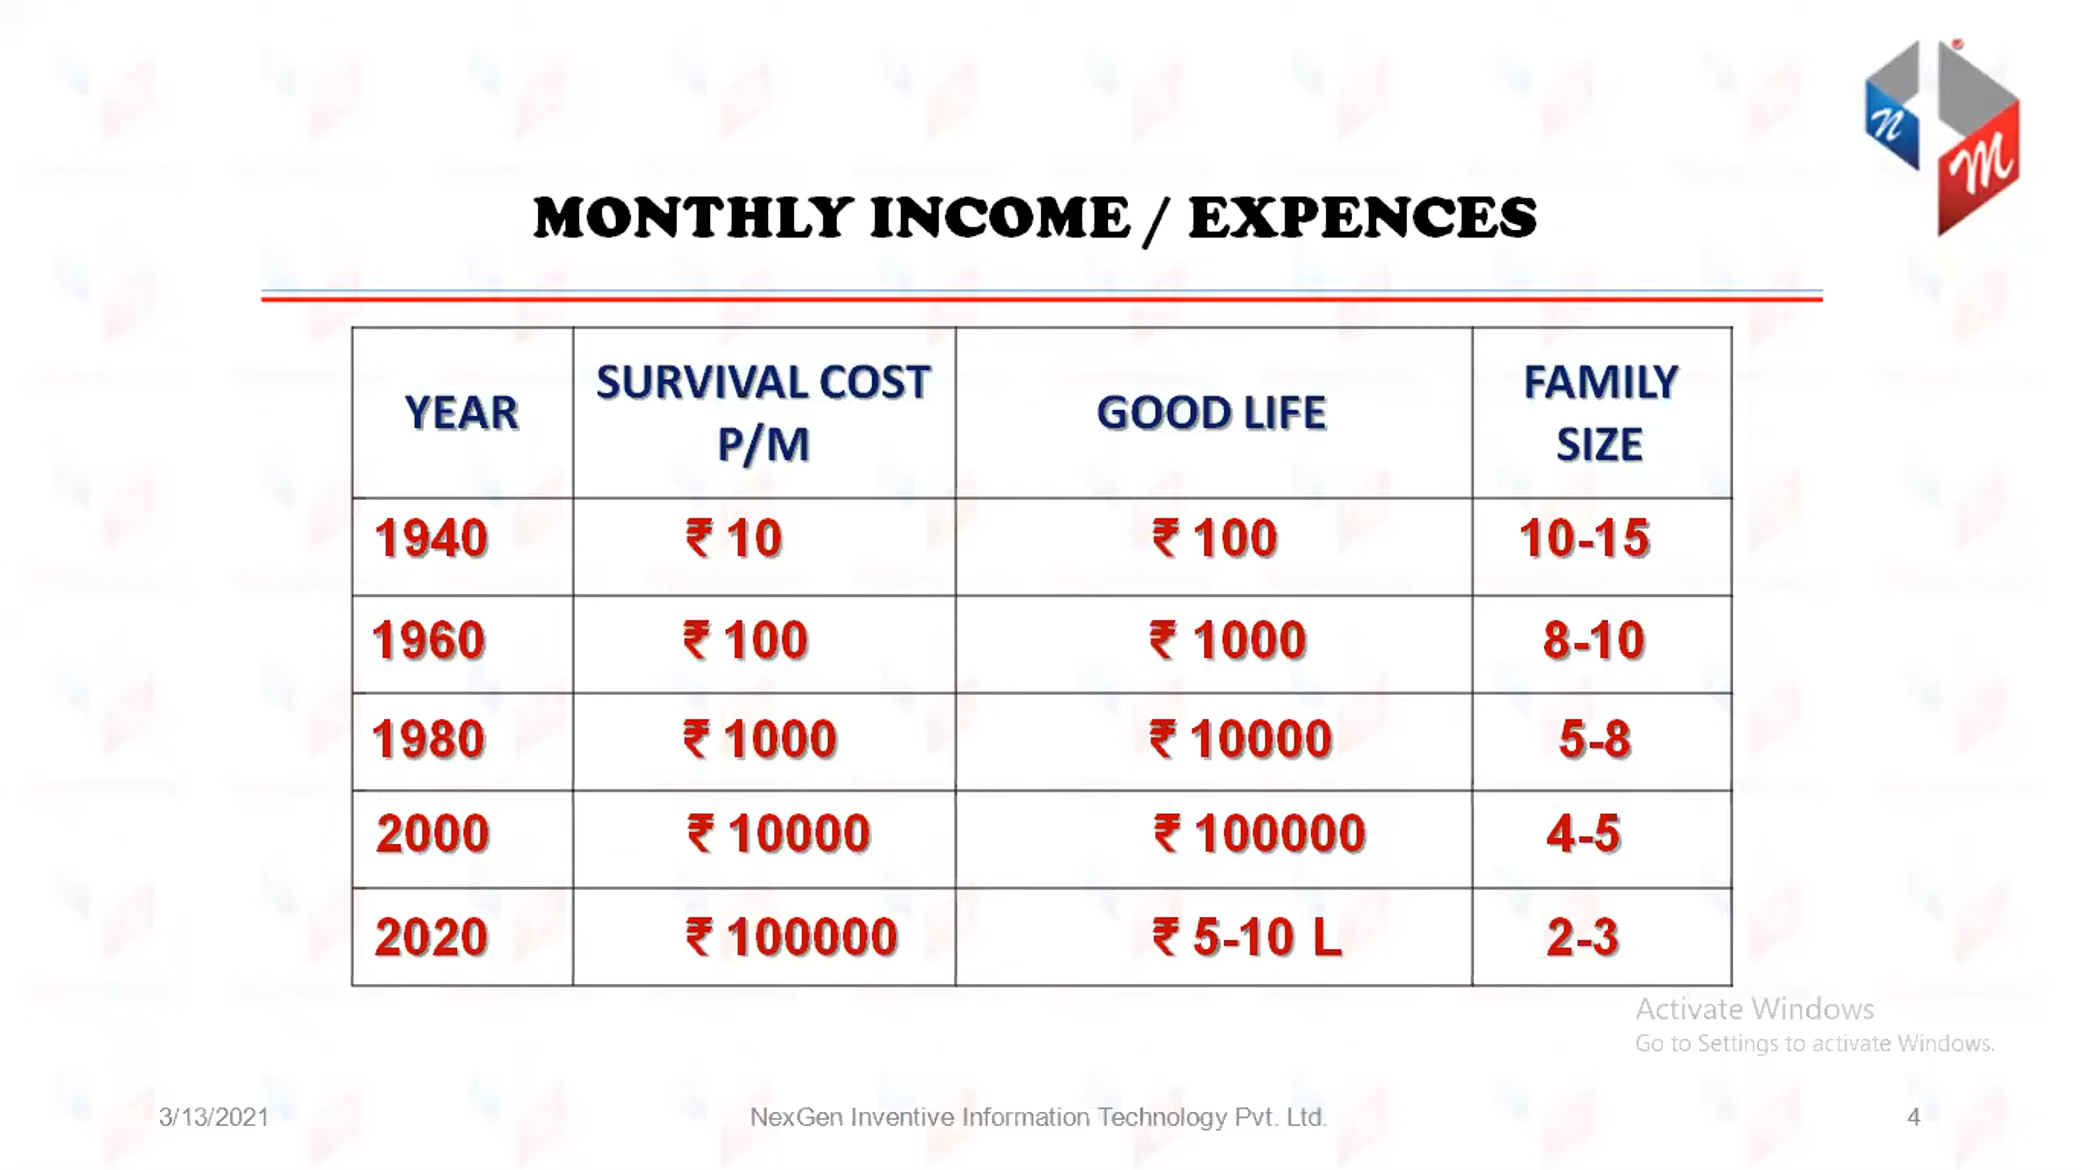 n
m
MONTHLY INCOME / EXPENCES
YEAR
SURVIVAL COST
P/M
GOOD LIFE
FAMILY
SIZE
1940 ₹ 10 ₹ 100 10-15
1960 ₹ 100 ₹ 1000 8-10
1980 ₹ 1000 ₹ 10000 5-8
2000 ₹ 10000 ₹ 100000 4-5
2020 ₹ 100000 ₹ 5-10 L 2-3
Activate Windows
Go to Settings to activate Windows.
3/13/2021 NexGen Inventive Information Technology Pvt. Ltd. 4